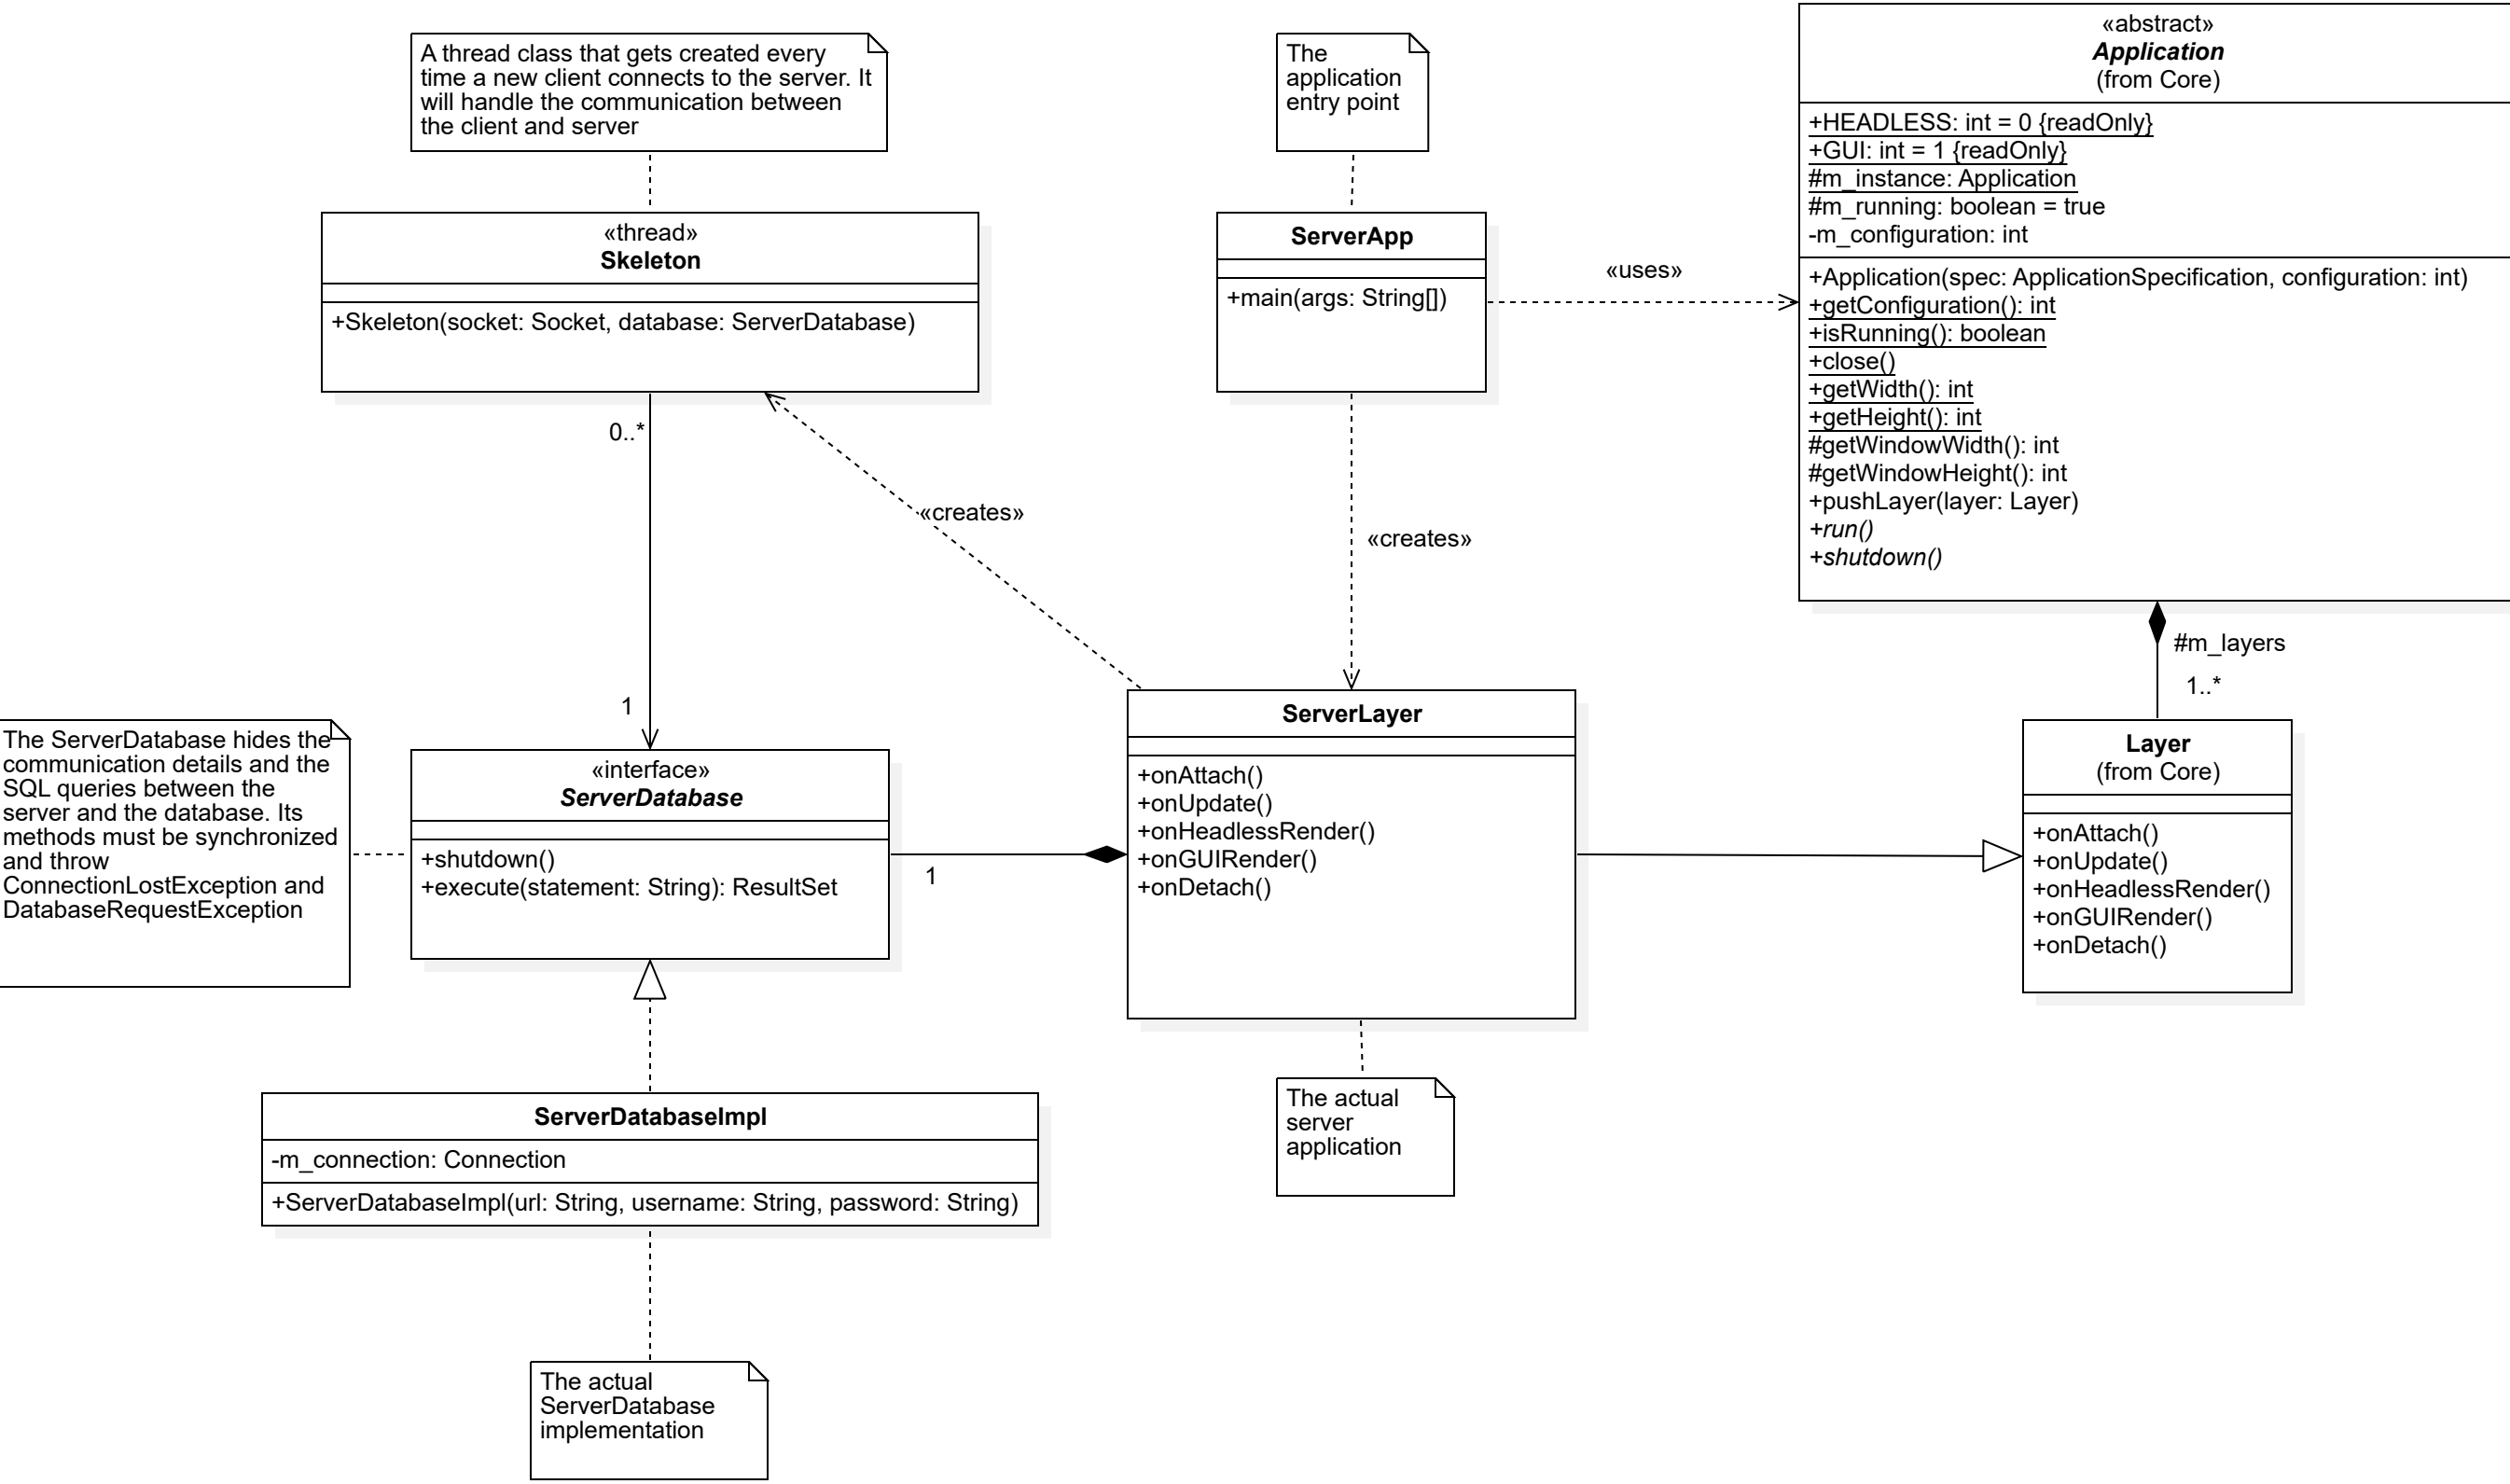 A thread class that gets created every
time a new client connects to the server. It
will handle the communication between
the client and server
The
application
entry point
«abstract»
Application
(from Core)
+HEADLESS: int = 0 {readOnly}
+GUI: int = 1 {readOnly}
#m_instance: Application
#m_running: boolean = true
-m_configuration: int
+Application(spec: ApplicationSpecification, configuration: int)
+getConfiguration(): int
+isRunning(): boolean
+close()
+getWidth(): int
+getHeight(): int
#getWindowWidth(): int
#getWindowHeight(): int
+pushLayer(layer: Layer)
+run()
+shutdown()
«thread»
Skeleton
+Skeleton(socket: Socket, database: ServerDatabase)
ServerApp
+main(args: String[])
«uses»
0..*
«creates»
«creates»
#m_layers
1..*
1
The ServerDatabase hides the
communication details and the
SQL queries between the
server and the database. Its
methods must be synchronized
and throw
ConnectionLostException and
DatabaseRequestException
«interface»
ServerDatabase
+shutdown()
+execute(statement: String): ResultSet
1
ServerLayer
+onAttach()
+onUpdate()
+onHeadlessRender()
+onGUIRender()
+onDetach()
Layer
(from Core)
+onAttach()
+onUpdate()
+onHeadlessRender()
+onGUIRender()
+onDetach()
ServerDatabaseImpl
-m_connection: Connection
+ServerDatabaseImpl(url: String, username: String, password: String)
The actual
server
application
The actual
ServerDatabase
implementation